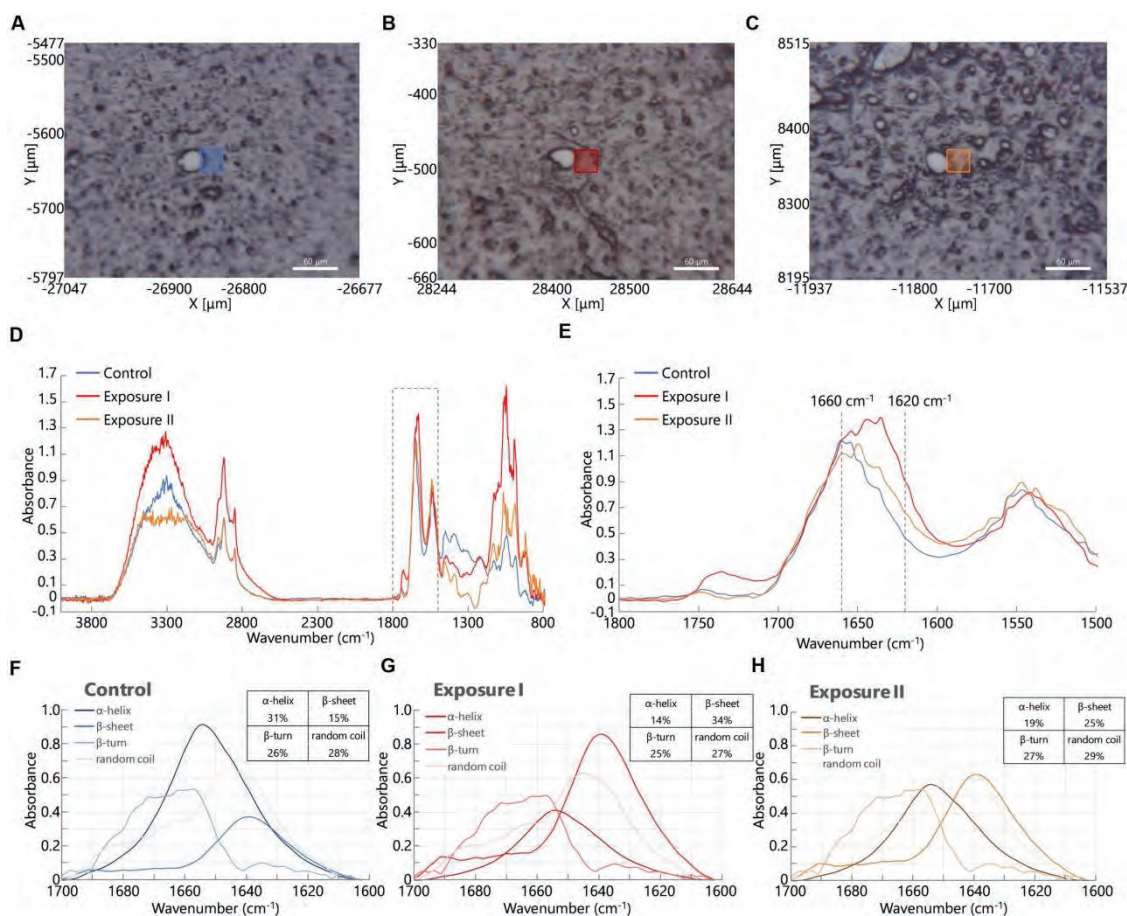 A
B
C
-5477
-5500
-5600
-5700
-5797
Y [µm]
60 µm
-27047
-26900
-26800
-26677
X [µm]
-330
-400
-500
-600
-660
Y [µm]
60 µm
28244
28400
28500
28644
X [µm]
8515
8400
8300
8195
Y [µm]
60 µm
-11937
-11800
-11700
-11537
X [µm]
D
1.7
1.5
1.3
1.1
0.9
0.7
0.5
0.3
0.1
-0.1
Absorbance
Control
Exposure I
Exposure II
3800
3300
2800
2300
1800
1300
800
Wavenumber (cm⁻¹)
E
1.7
1.5
1.3
1.1
0.9
0.7
0.5
0.3
0.1
-0.1
Absorbance
Control
Exposure I
Exposure II
1660 cm⁻¹
1620 cm⁻¹
1800
1750
1700
1650
1600
1550
1500
Wavenumber (cm⁻¹)
F
Control
α-helix
β-sheet
β-turn
random coil
α-helix β-sheet
31% 15%
β-turn random coil
26% 28%
1.0
0.8
0.6
0.4
0.2
0
Absorbance
1700
1680
1660
1640
1620
1600
Wavenumber (cm⁻¹)
G
Exposure I
α-helix
β-sheet
β-turn
random coil
α-helix β-sheet
14% 34%
β-turn random coil
25% 27%
1.0
0.8
0.6
0.4
0.2
0
Absorbance
1700
1680
1660
1640
1620
1600
Wavenumber (cm⁻¹)
H
Exposure II
α-helix
β-sheet
β-turn
random coil
α-helix β-sheet
19% 25%
β-turn random coil
27% 29%
1.0
0.8
0.6
0.4
0.2
0
Absorbance
1700
1680
1660
1640
1620
1600
Wavenumber (cm⁻¹)